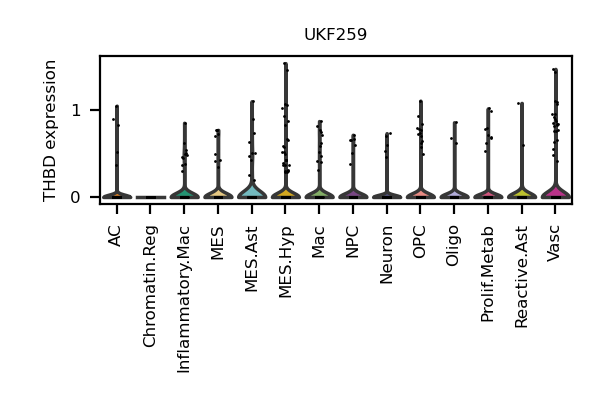 UKF259
THBD expression
1
0
AC
Chromatin.Reg
Inflammatory.Mac
MES
MES.Ast
MES.Hyp
Mac
NPC
Neuron
OPC
Oligo
Prolif.Metab
Reactive.Ast
Vasc